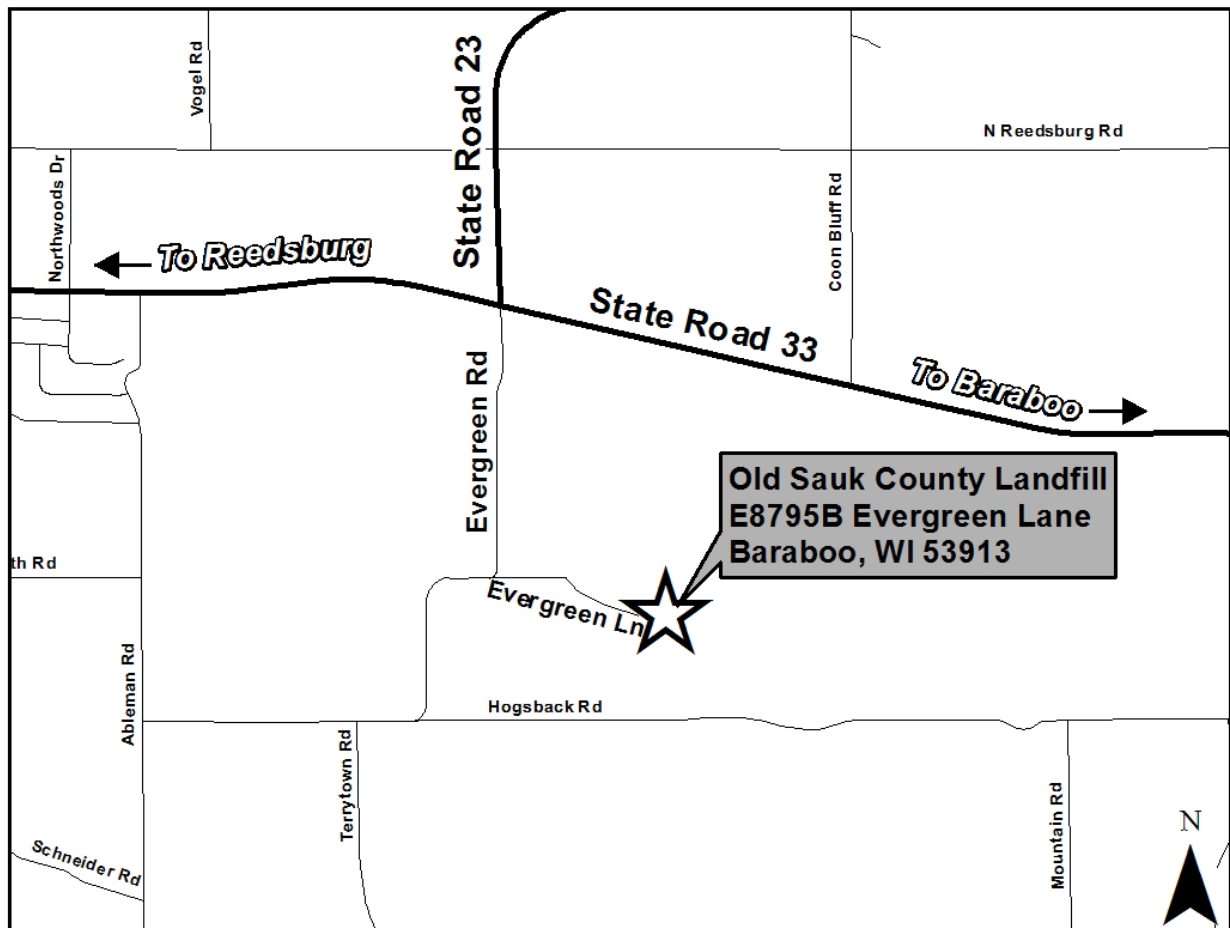 Vogel Rd
State Road 23
N Reedsburg Rd
Northwoods Dr
Coon Bluff Rd
To Reedsburg
State Road 33
To Baraboo
Evergreen Rd
Old Sauk County Landfill
E8795B Evergreen Lane
Baraboo, WI 53913
th Rd
Evergreen Ln
Ableman Rd
Hogsback Rd
Terrytown Rd
Mountain Rd
N
Schneider Rd